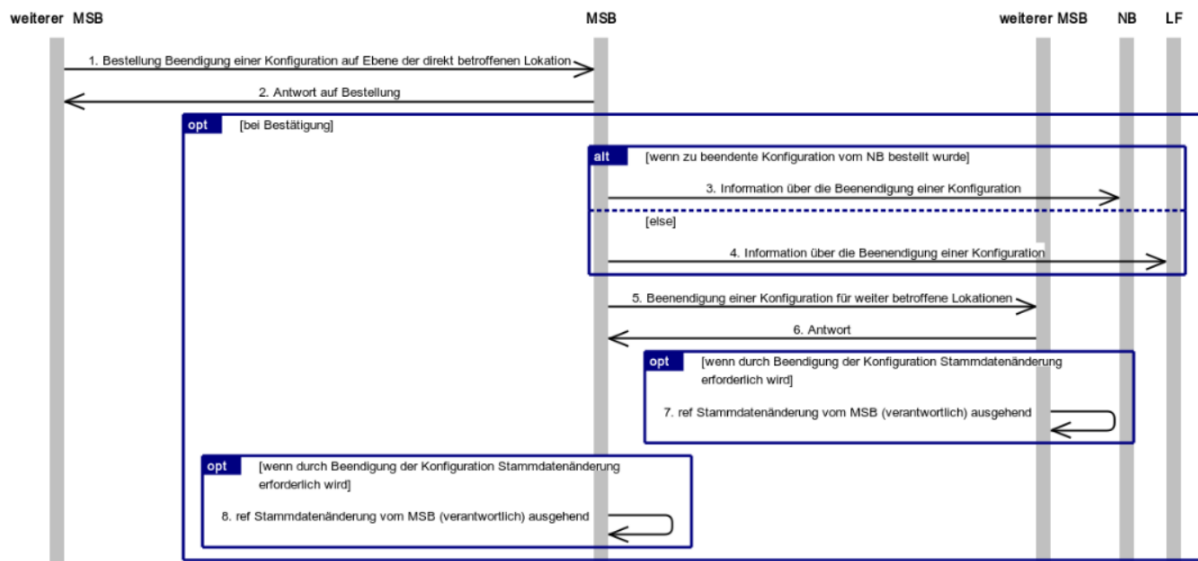 weiterer MSB
MSB
weiterer MSB
NB
LF
1. Bestellung Beendigung einer Konfiguration auf Ebene der direkt betroffenen Lokation
2. Antwort auf Bestellung
opt
[bei Bestätigung]
alt
[wenn zu beendente Konfiguration vom NB bestellt wurde]
3. Information über die Beenendigung einer Konfiguration
[else]
4. Information über die Beenendigung einer Konfiguration
5. Beenendigung einer Konfiguration für weiter betroffene Lokationen
6. Antwort
opt
[wenn durch Beendigung der Konfiguration Stammdatenänderung
erforderlich wird]
7. ref Stammdatenänderung vom MSB (verantwortlich) ausgehend
opt
[wenn durch Beendigung der Konfiguration Stammdatenänderung
erforderlich wird]
8. ref Stammdatenänderung vom MSB (verantwortlich) ausgehend